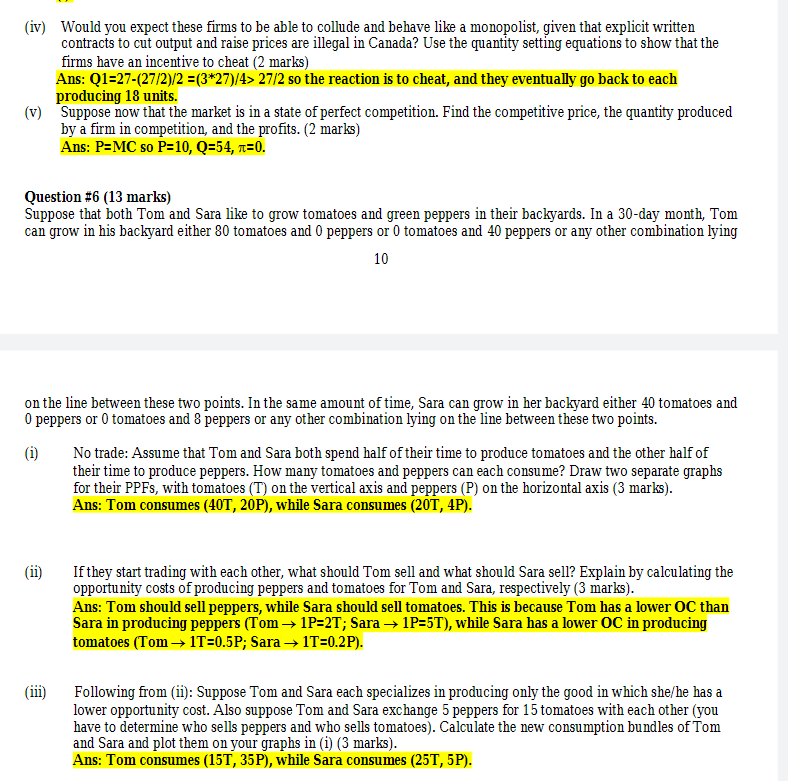 (iv) Would you expect these firms to be able to collude and behave like a monopolist, given that explicit written
contracts to cut output and raise prices are illegal in Canada? Use the quantity setting equations to show that the
firms have an incentive to cheat (2 marks)
Ans: Q1=27-(27/2)/2 =(3*27)/4> 27/2 so the reaction is to cheat, and they eventually go back to each
producing 18 units.
(v) Suppose now that the market is in a state of perfect competition. Find the competitive price, the quantity produced
by a firm in competition, and the profits. (2 marks)
Ans: P=MC so P=10, Q=54, π=0.
Question #6 (13 marks)
Suppose that both Tom and Sara like to grow tomatoes and green peppers in their backyards. In a 30-day month, Tom
can grow in his backyard either 80 tomatoes and 0 peppers or 0 tomatoes and 40 peppers or any other combination lying
10
on the line between these two points. In the same amount of time, Sara can grow in her backyard either 40 tomatoes and
0 peppers or 0 tomatoes and 8 peppers or any other combination lying on the line between these two points.
(i) No trade: Assume that Tom and Sara both spend half of their time to produce tomatoes and the other half of
their time to produce peppers. How many tomatoes and peppers can each consume? Draw two separate graphs
for their PPFs, with tomatoes (T) on the vertical axis and peppers (P) on the horizontal axis (3 marks).
Ans: Tom consumes (40T, 20P), while Sara consumes (20T, 4P).
(ii) If they start trading with each other, what should Tom sell and what should Sara sell? Explain by calculating the
opportunity costs of producing peppers and tomatoes for Tom and Sara, respectively (3 marks).
Ans: Tom should sell peppers, while Sara should sell tomatoes. This is because Tom has a lower OC than
Sara in producing peppers (Tom → 1P=2T; Sara → 1P=5T), while Sara has a lower OC in producing
tomatoes (Tom → 1T=0.5P; Sara → 1T=0.2P).
(iii) Following from (ii): Suppose Tom and Sara each specializes in producing only the good in which she/he has a
lower opportunity cost. Also suppose Tom and Sara exchange 5 peppers for 15 tomatoes with each other (you
have to determine who sells peppers and who sells tomatoes). Calculate the new consumption bundles of Tom
and Sara and plot them on your graphs in (i) (3 marks).
Ans: Tom consumes (15T, 35P), while Sara consumes (25T, 5P).